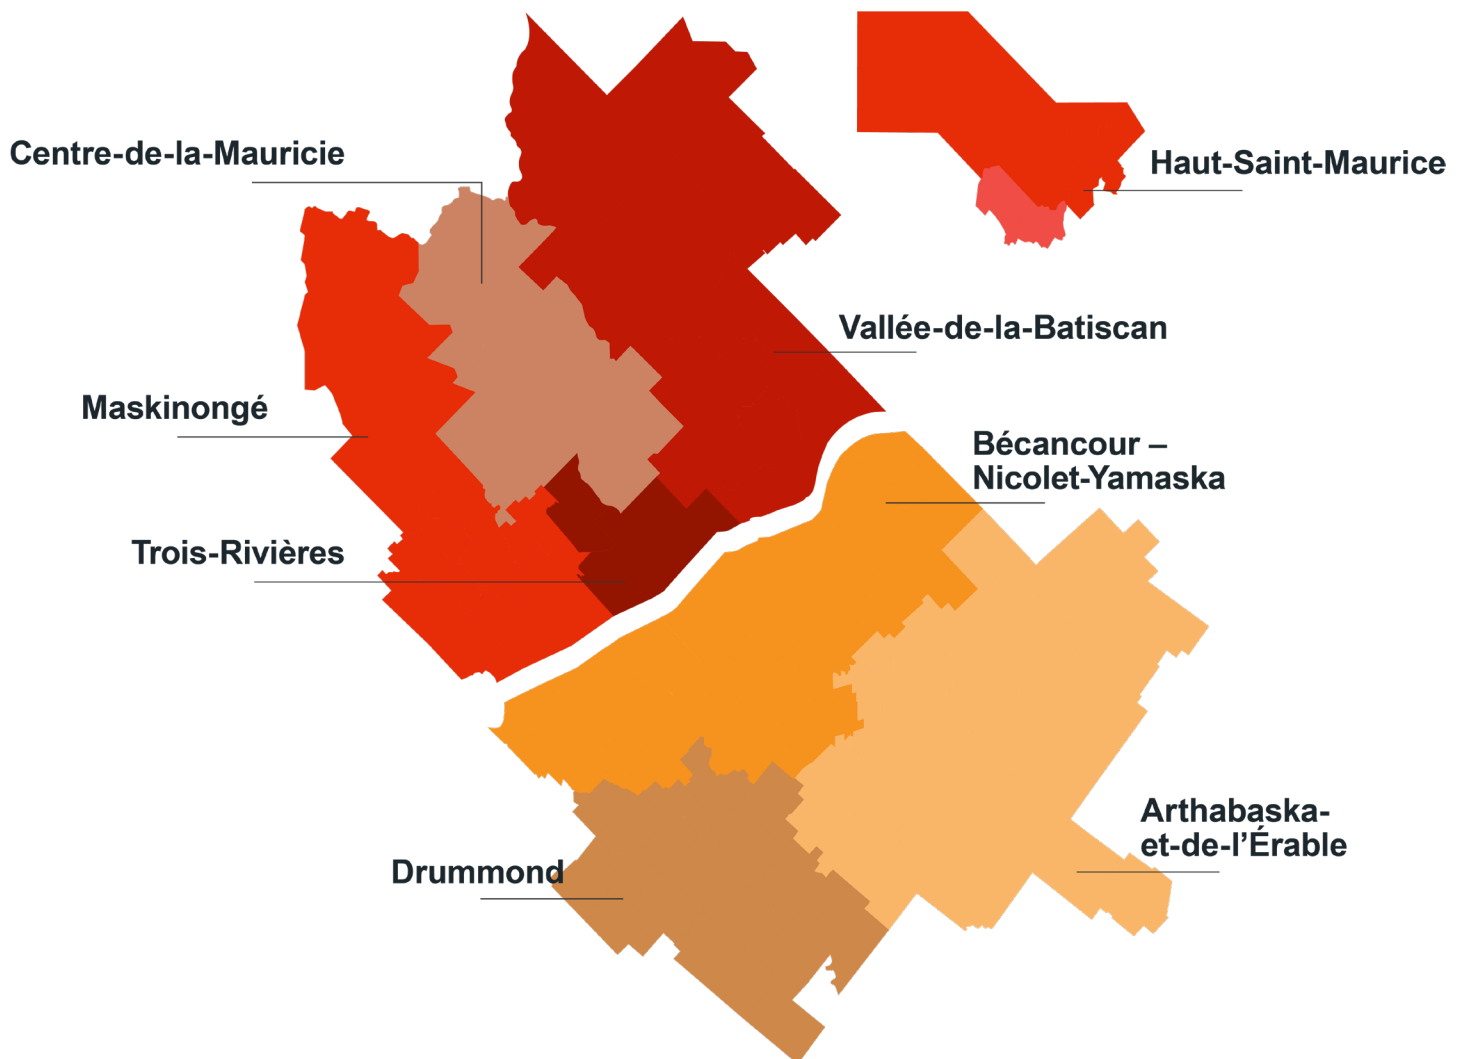 Centre-de-la-Mauricie
Haut-Saint-Maurice
Vallée-de-la-Batiscan
Maskinongé
Bécancour –
Nicolet-Yamaska
Trois-Rivières
Arthabaska-
et-de-l’Érable
Drummond